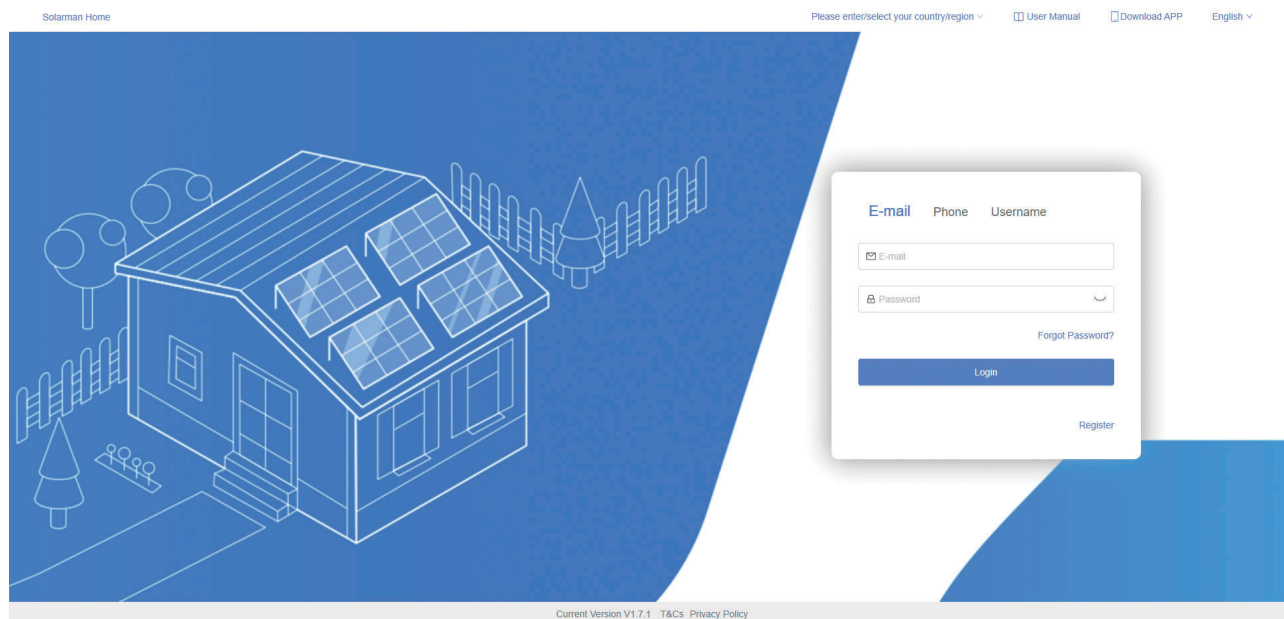 Solarman Home
Please enter/select your country/region
User Manual
Download APP
English
E-mail Phone Username
E-mail
Password
Forgot Password?
Login
Register
Current Version V1.7.1 T&Cs Privacy Policy